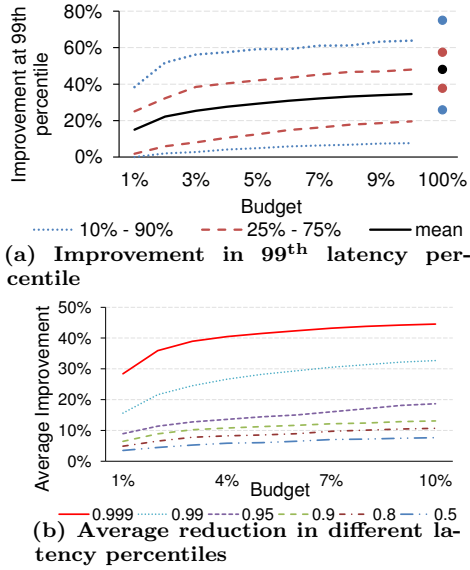 80%
60%
40%
20%
0%
Improvement at 99th
percentile
1% 3% 5% 7% 9% 100%
Budget
10% - 90% 25% - 75% mean
(a) Improvement in 99th latency per-
centile
50%
40%
30%
20%
10%
0%
Average Improvement
1% 4% 7% 10%
Budget
0.999 0.99 0.95 0.9 0.8 0.5
(b) Average reduction in different la-
tency percentiles